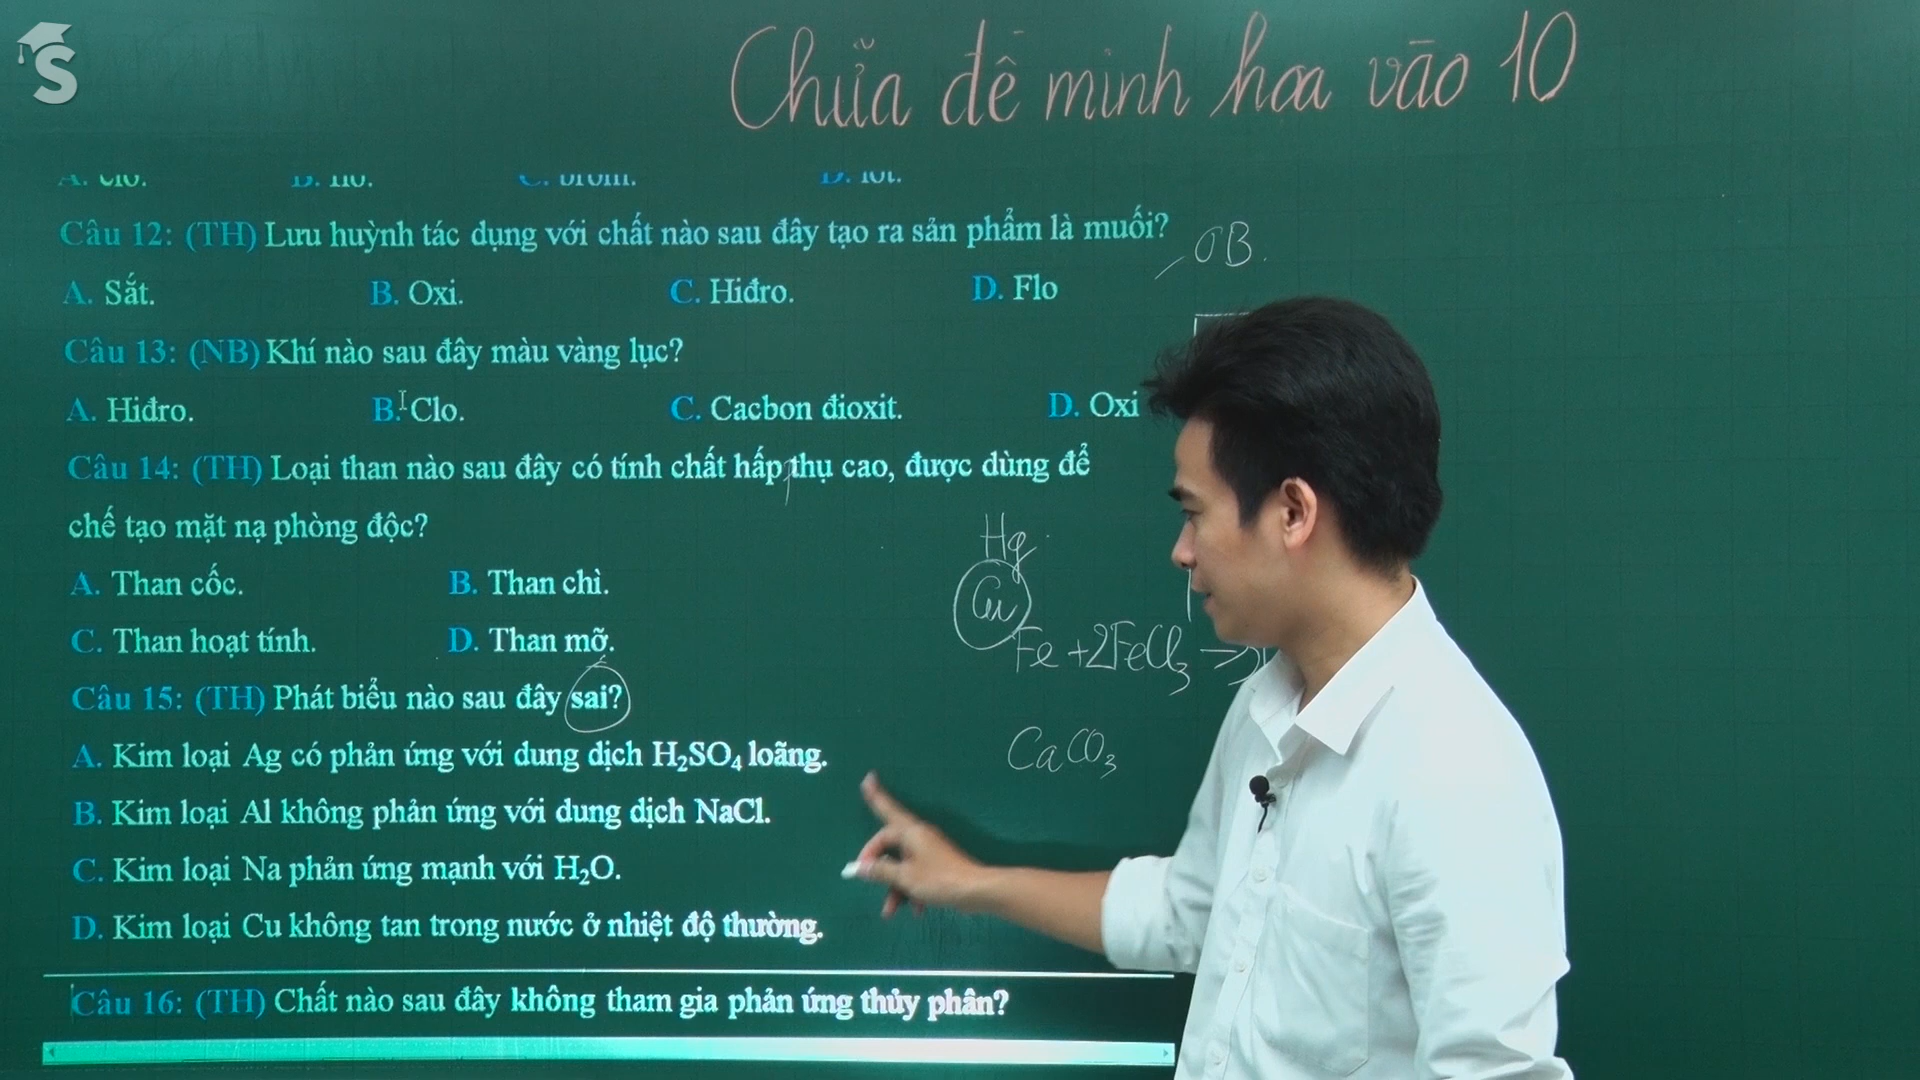 S
Chữa đề minh hoa vào 10
A. clo. B. no. C. brom. D. iot.
Câu 12: (TH) Lưu huỳnh tác dụng với chất nào sau đây tạo ra sản phẩm là muối?
OB.
A. Sắt. B. Oxi. C. Hiđro. D. Flo
Câu 13: (NB) Khí nào sau đây màu vàng lục?
A. Hiđro. B. Clo. C. Cacbon đioxit. D. Oxi
Câu 14: (TH) Loại than nào sau đây có tính chất hấp thụ cao, được dùng để
chế tạo mặt nạ phòng độc?
Hg
A. Than cốc. B. Than chì.
Cu
C. Than hoạt tính. D. Than mỡ.
Fe + 2FeCl₃ →
Câu 15: (TH) Phát biểu nào sau đây sai?
A. Kim loại Ag có phản ứng với dung dịch H₂SO₄ loãng.
CaCO₃
B. Kim loại Al không phản ứng với dung dịch NaCl.
C. Kim loại Na phản ứng mạnh với H₂O.
D. Kim loại Cu không tan trong nước ở nhiệt độ thường.
Câu 16: (TH) Chất nào sau đây không tham gia phản ứng thủy phân?